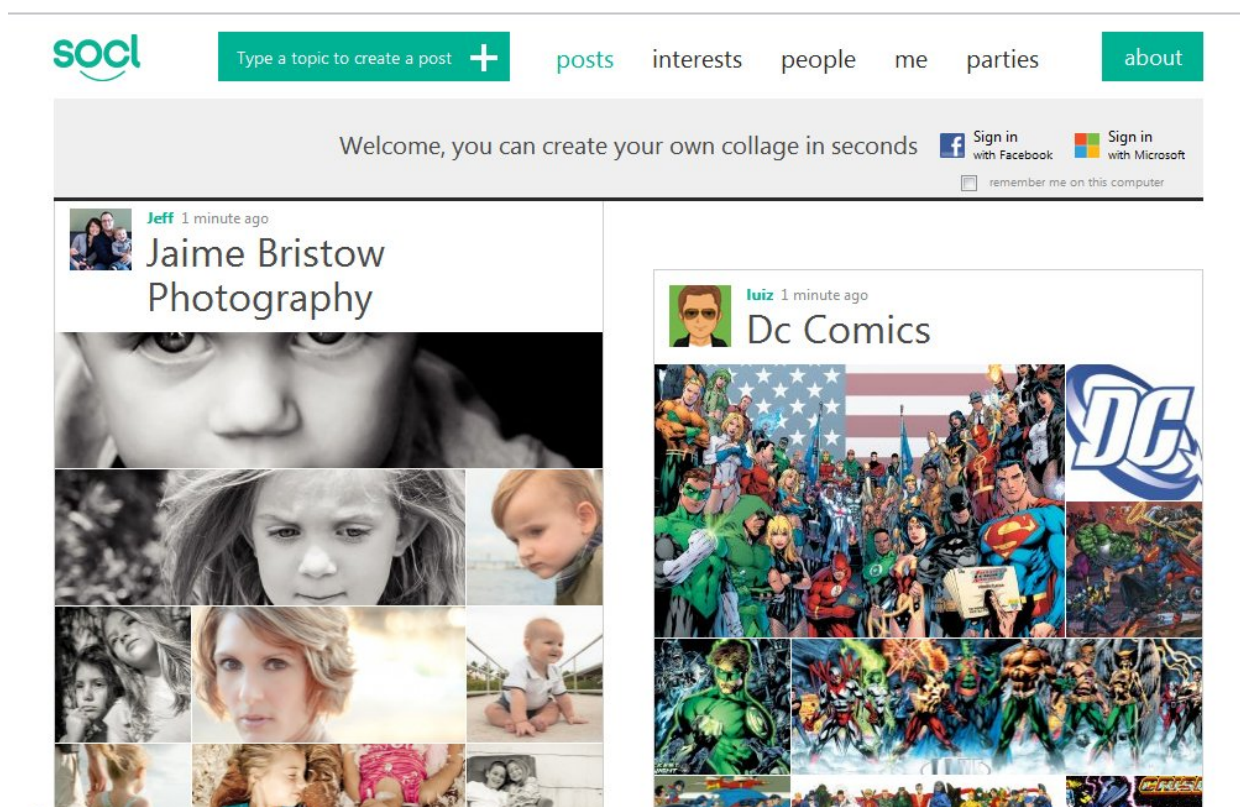 socl
Type a topic to create a post
posts
interests
people
me
parties
about
Welcome, you can create your own collage in seconds
Sign in
with Facebook
Sign in
with Microsoft
remember me on this computer
Jeff 1 minute ago
Jaime Bristow
Photography
luiz 1 minute ago
Dc Comics
DC